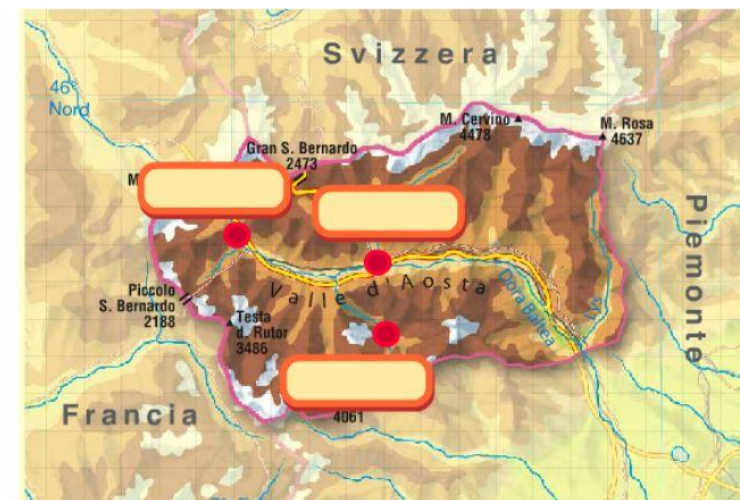 Svizzera
46°
Nord
M. Cervino
4478
M. Rosa
4637
Gran S. Bernardo
2473
M
Piemonte
Valle d'Aosta
Dora Baltea
Lys
Piccolo
S. Bernardo
2188
Testa
d. Rutor
3486
Francia
4061